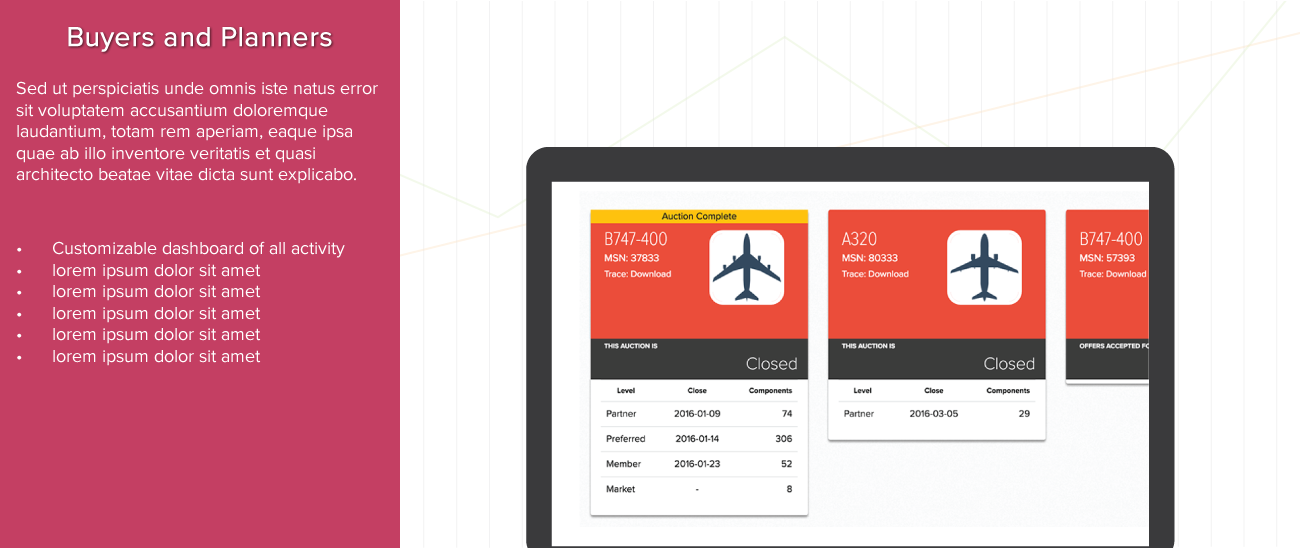 Buyers and Planners
Sed ut perspiciatis unde omnis iste natus error
sit voluptatem accusantium doloremque
laudantium, totam rem aperiam, eaque ipsa
quae ab illo inventore veritatis et quasi
architecto beatae vitae dicta sunt explicabo.
• Customizable dashboard of all activity
• lorem ipsum dolor sit amet
• lorem ipsum dolor sit amet
• lorem ipsum dolor sit amet
• lorem ipsum dolor sit amet
• lorem ipsum dolor sit amet
Auction Complete
B747-400
MSN: 37833
Trace: Download
THIS AUCTION IS
Closed
Level Close Components
Partner 2016-01-09 74
Preferred 2016-01-14 306
Member 2016-01-23 52
Market - 8
A320
MSN: 80333
Trace: Download
THIS AUCTION IS
Closed
Level Close Components
Partner 2016-03-05 29
B747-400
MSN: 57393
Trace: Download
OFFERS ACCEPTED